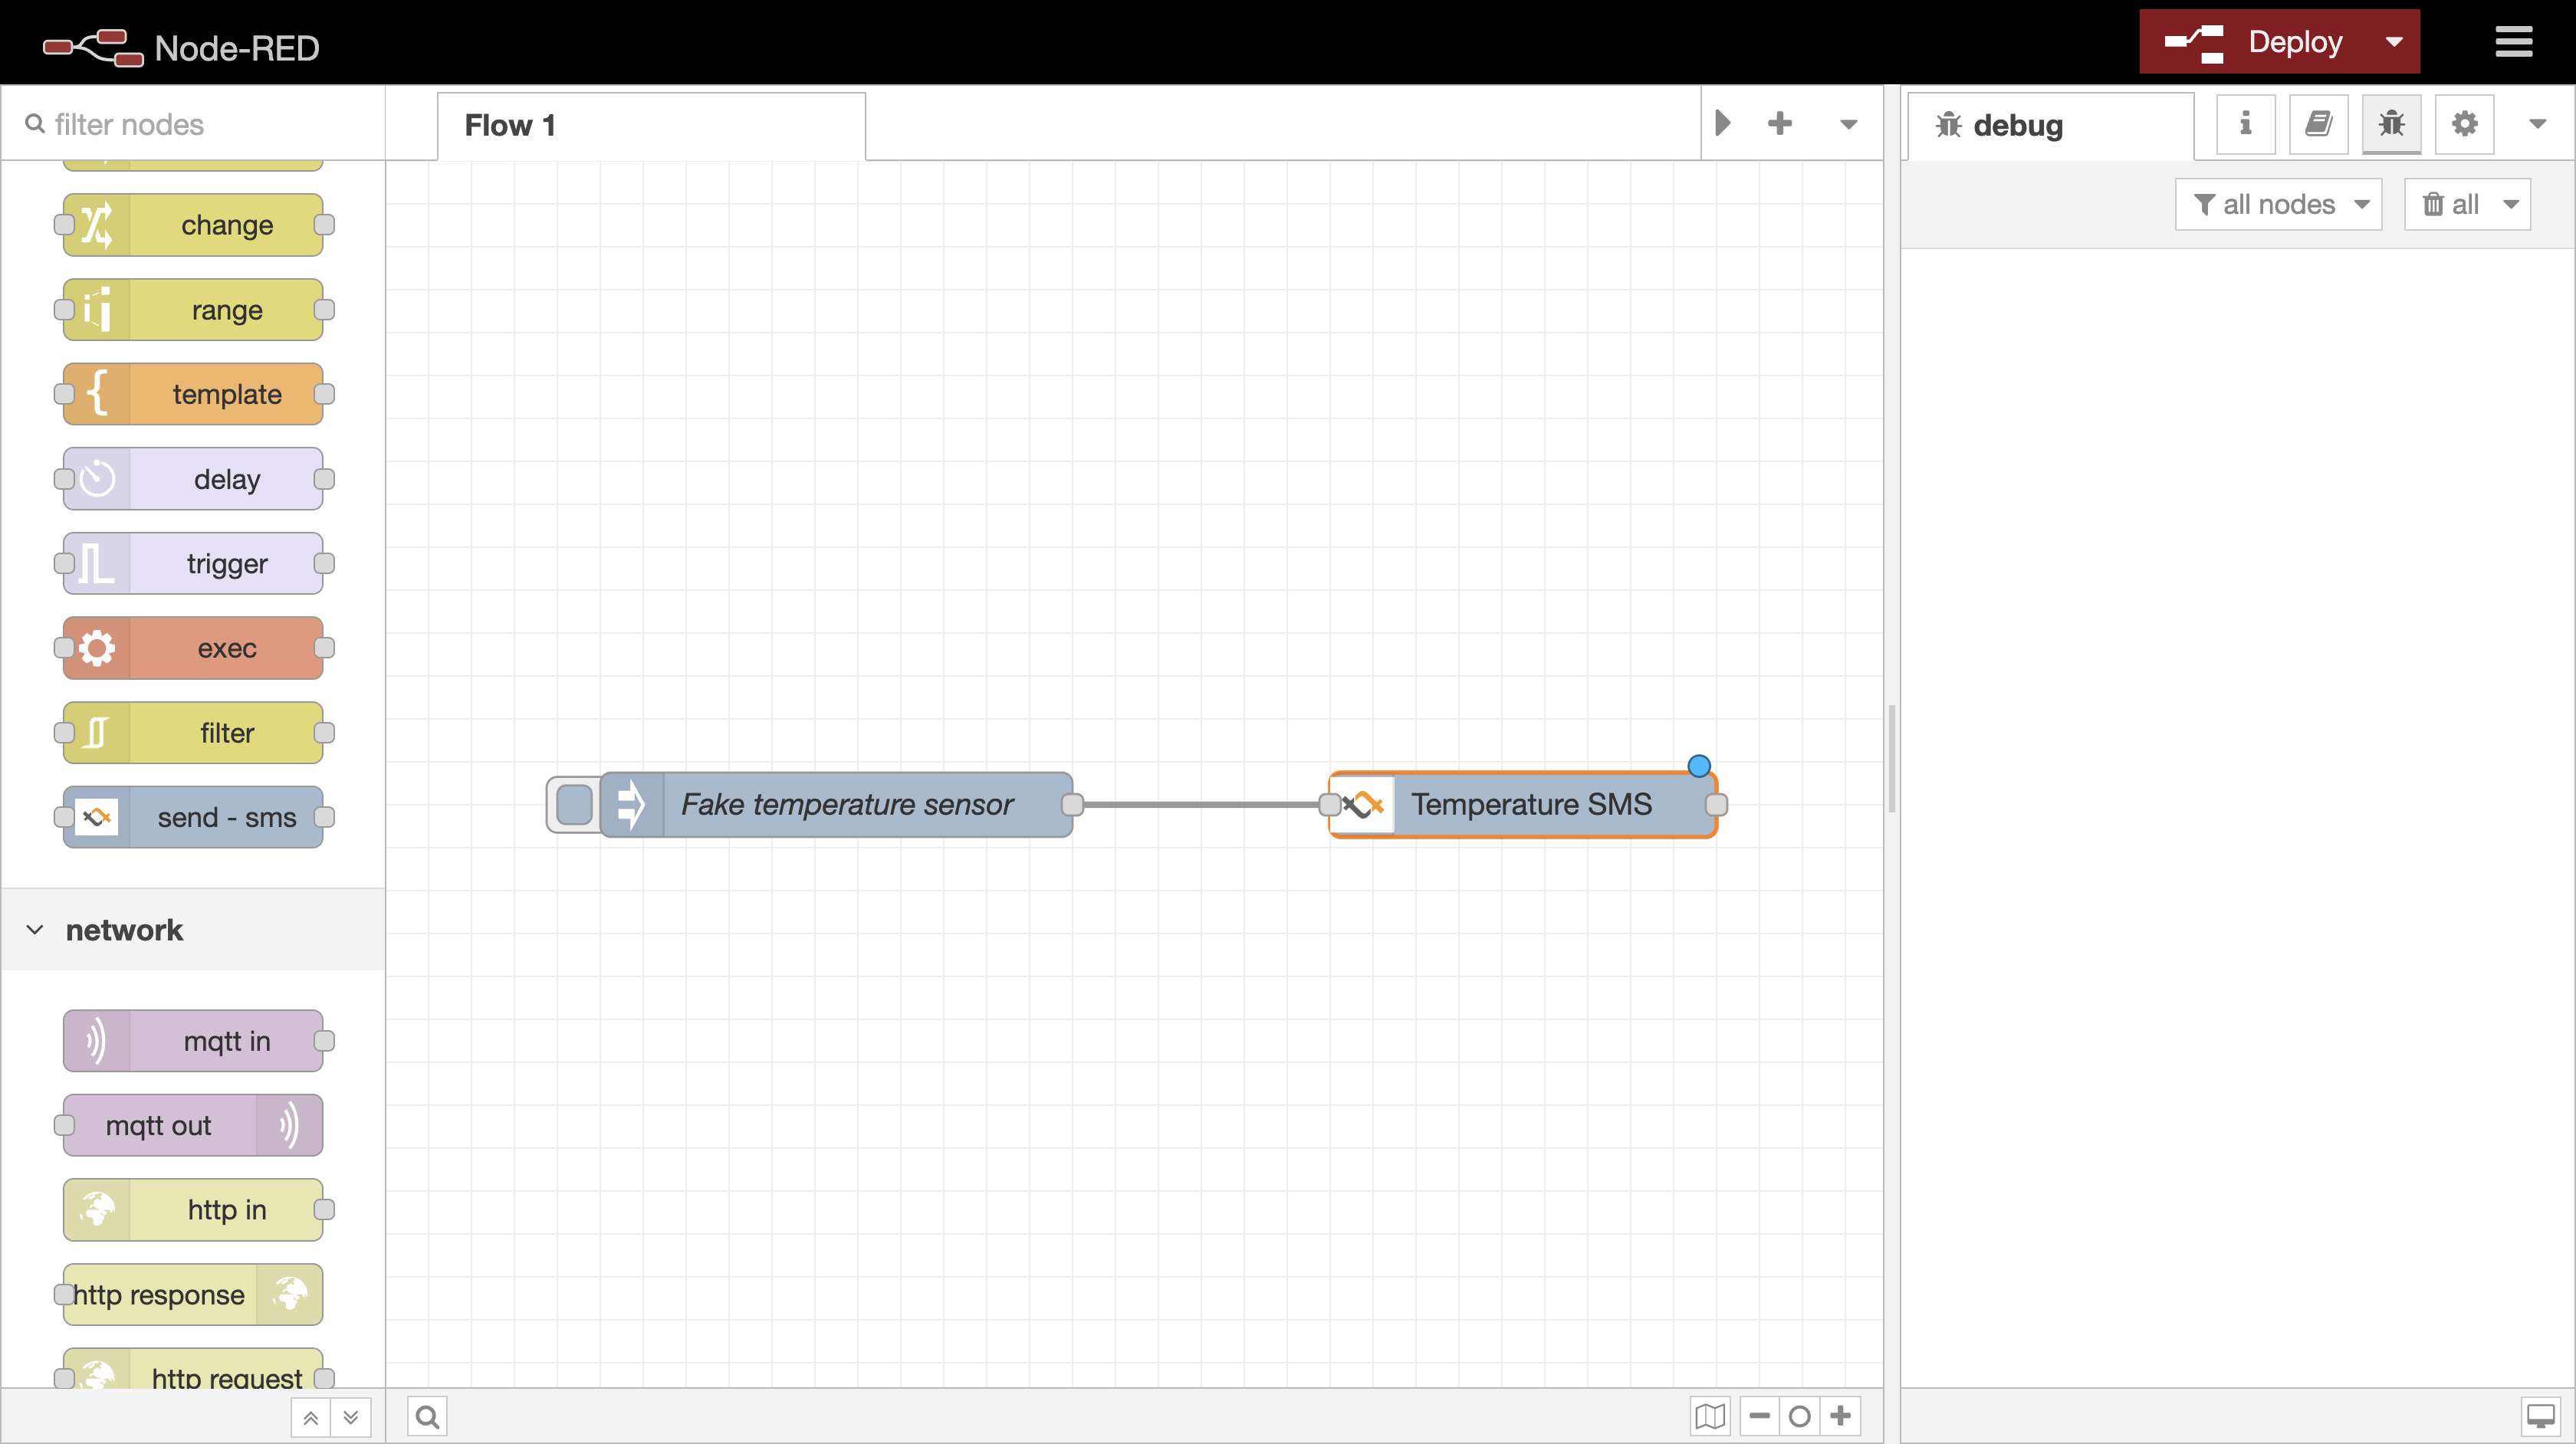 Node-RED
Deploy
filter nodes
Flow 1
debug
all nodes
all
change
range
template
delay
trigger
exec
filter
send - sms
Fake temperature sensor
Temperature SMS
network
mqtt in
mqtt out
http in
http response
http request